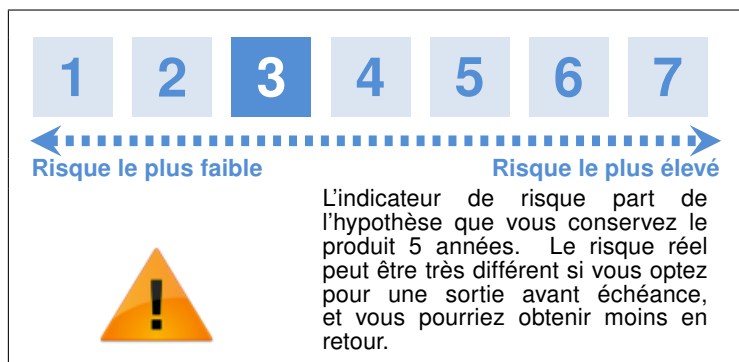 1 2 3 4 5 6 7
Risque le plus faible Risque le plus élevé
L'indicateur de risque part de
l'hypothèse que vous conservez le
produit 5 années. Le risque réel
peut être très différent si vous optez
pour une sortie avant échéance,
et vous pourriez obtenir moins en
retour.
!